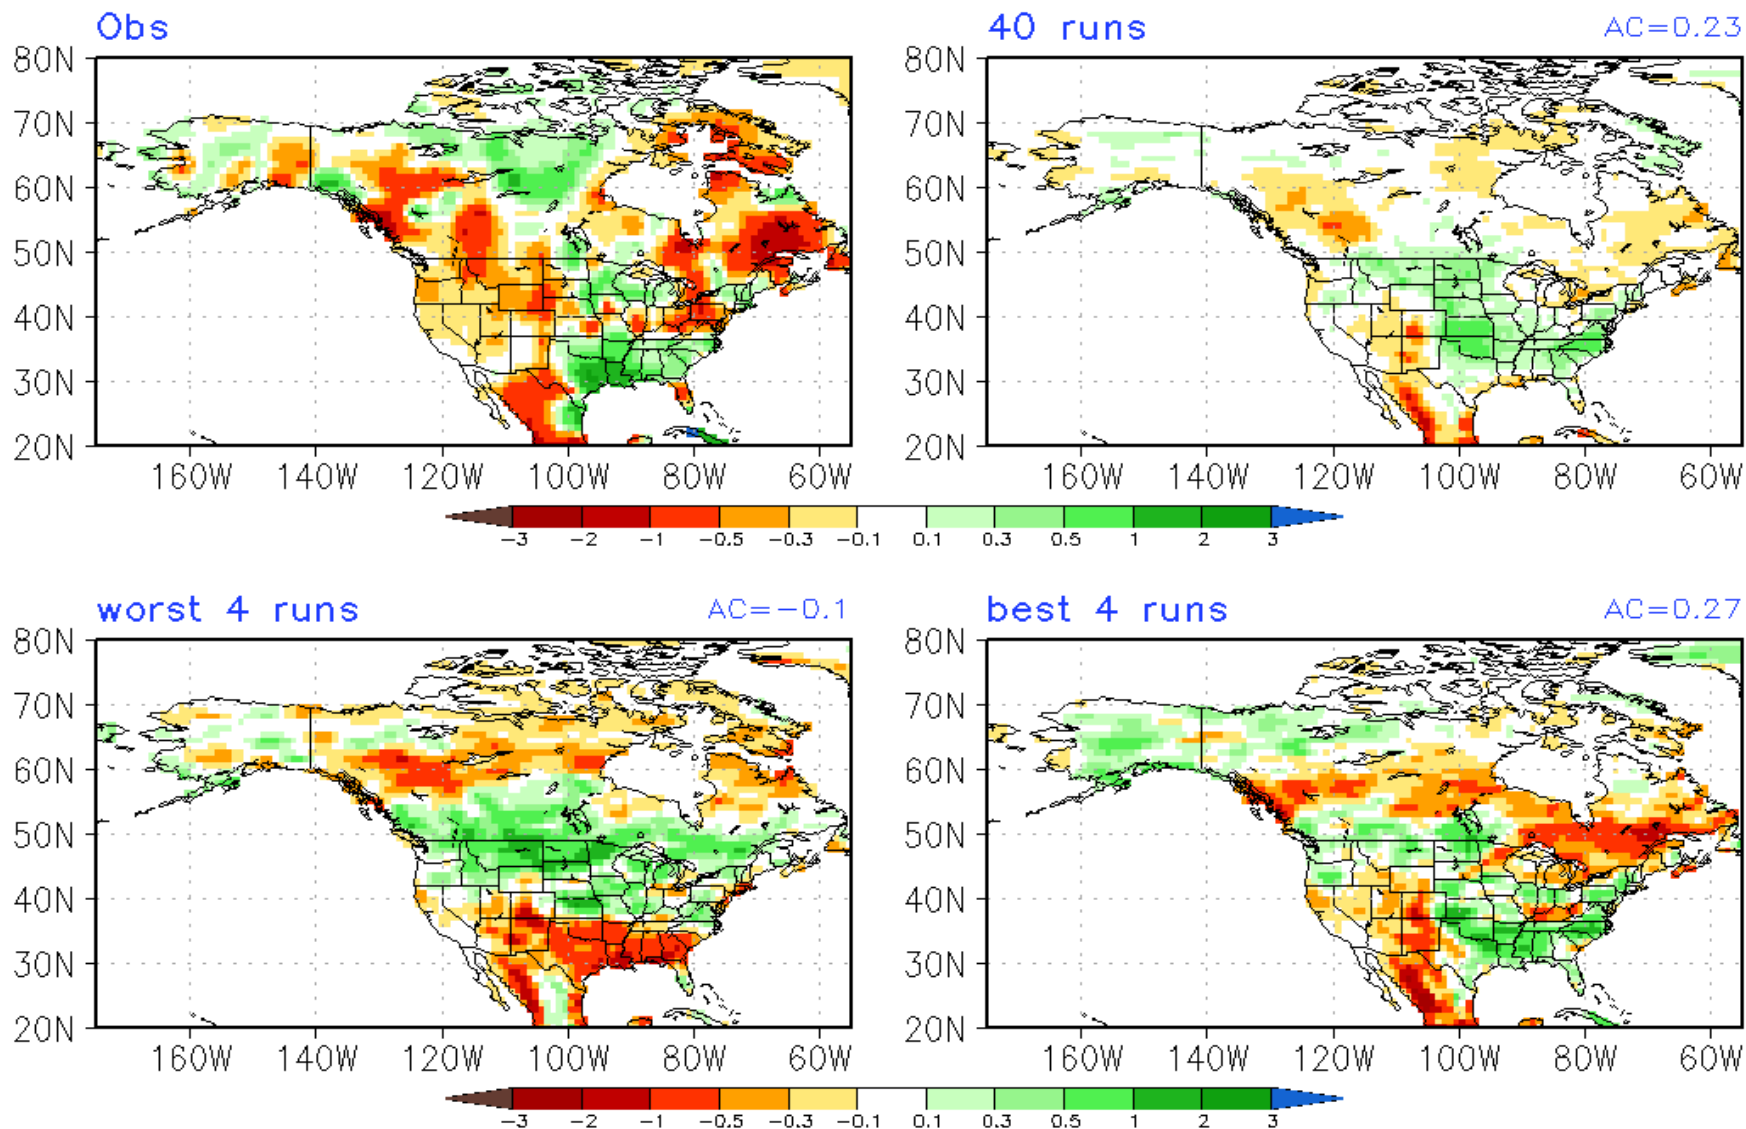 Obs
40 runs AC=0.23
80N 80N
70N 70N
60N 60N
50N 50N
40N 40N
30N 30N
20N 20N
160W 140W 120W 100W 80W 60W 160W 140W 120W 100W 80W 60W
-3 -2 -1 -0.5 -0.3 -0.1 0.1 0.3 0.5 1 2 3
worst 4 runs AC=-0.1
best 4 runs AC=0.27
80N 80N
70N 70N
60N 60N
50N 50N
40N 40N
30N 30N
20N 20N
160W 140W 120W 100W 80W 60W 160W 140W 120W 100W 80W 60W
-3 -2 -1 -0.5 -0.3 -0.1 0.1 0.3 0.5 1 2 3